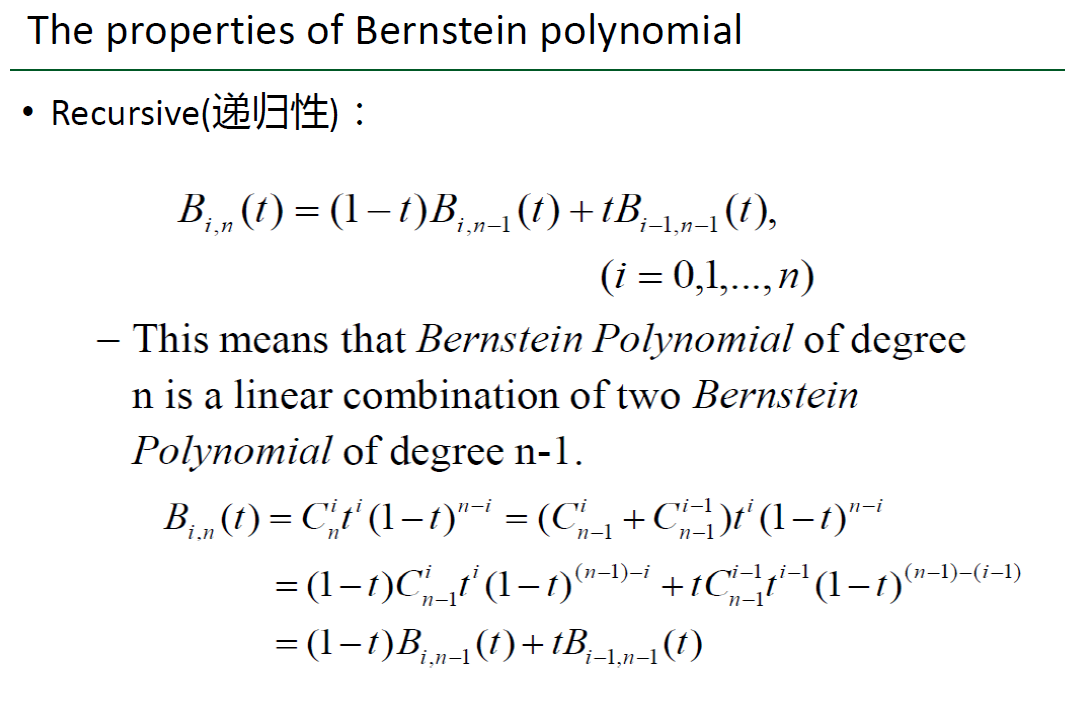 The properties of Bernstein polynomial
• Recursive(递归性)：
B_{i,n}(t) = (1-t)B_{i,n-1}(t) + tB_{i-1,n-1}(t),
(i = 0,1,...,n)
– This means that Bernstein Polynomial of degree
n is a linear combination of two Bernstein
Polynomial of degree n-1.
B_{i,n}(t) = C_n^i t^i (1-t)^{n-i} = (C_{n-1}^i + C_{n-1}^{i-1})t^i (1-t)^{n-i}
= (1-t)C_{n-1}^i t^i (1-t)^{(n-1)-i} + tC_{n-1}^{i-1} t^{i-1} (1-t)^{(n-1)-(i-1)}
= (1-t)B_{i,n-1}(t) + tB_{i-1,n-1}(t)